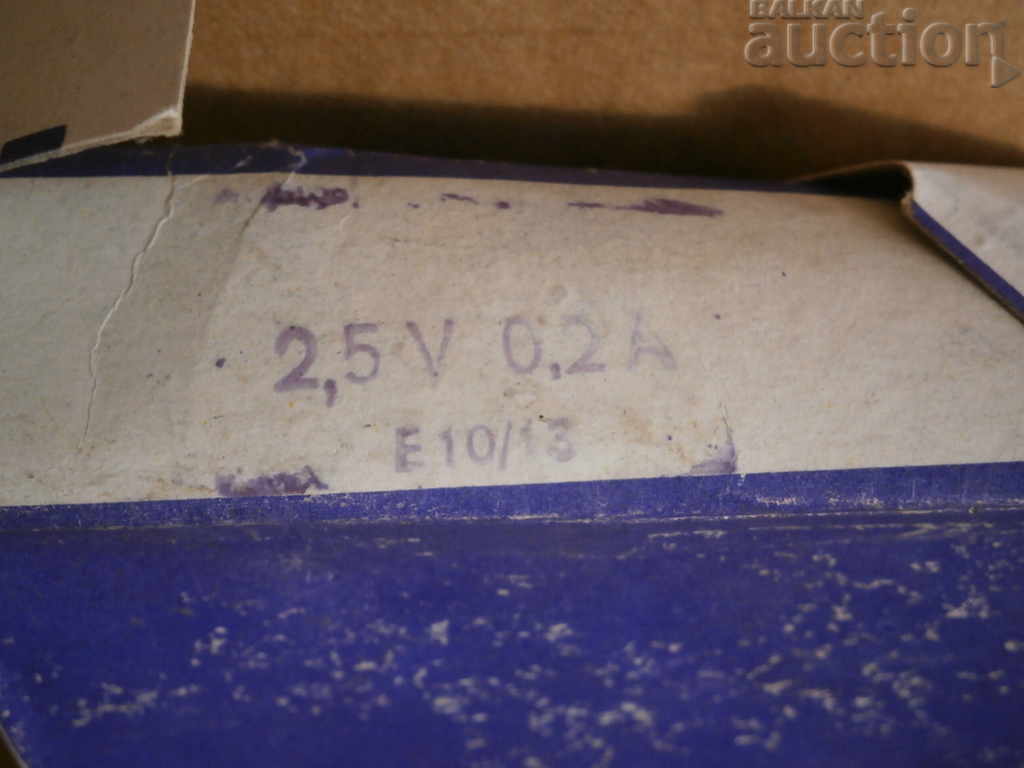 BALKAN
auction
2,5 V 0,2 A
E 10/13